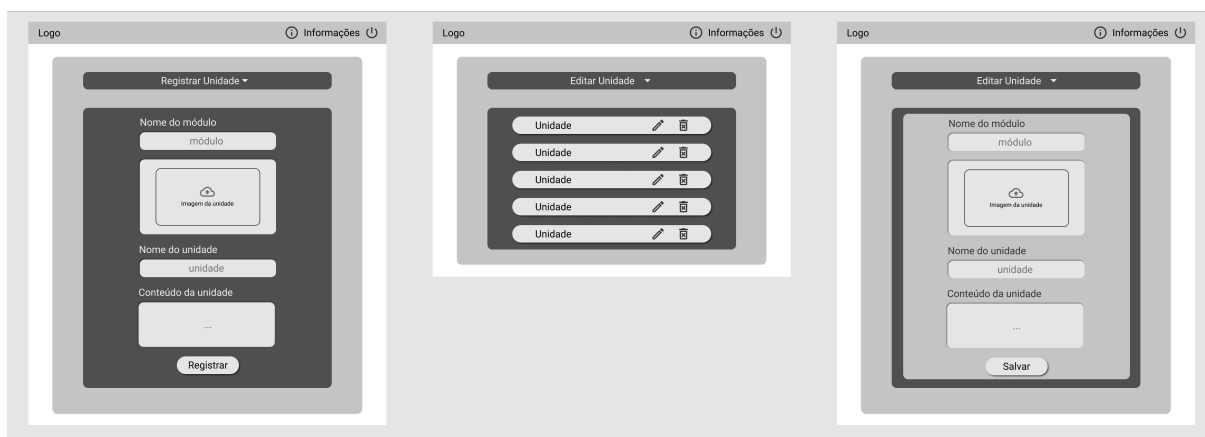 Logo
Informações
Registrar Unidade
Nome do módulo
módulo
Imagem da unidade
Nome do unidade
unidade
Conteúdo da unidade
...
Registrar
Logo
Informações
Editar Unidade
Unidade
Unidade
Unidade
Unidade
Unidade
Logo
Informações
Editar Unidade
Nome do módulo
módulo
Imagem da unidade
Nome do unidade
unidade
Conteúdo da unidade
...
Salvar